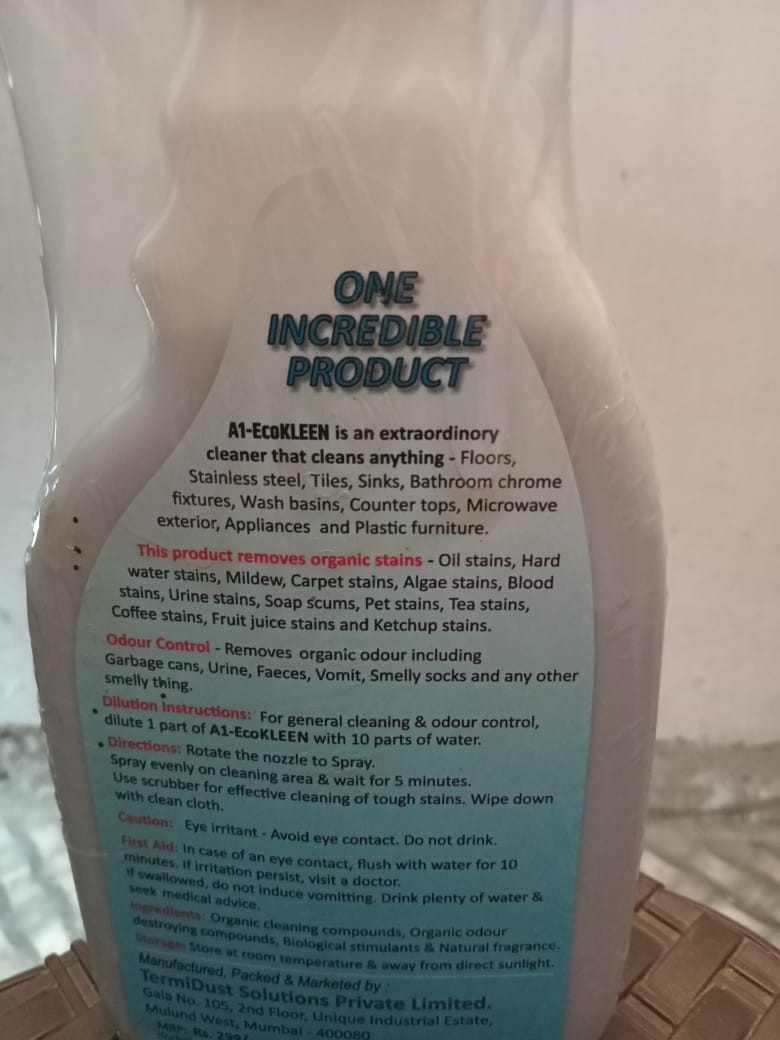 ONE
INCREDIBLE
PRODUCT
A1-EcoKLEEN is an extraordinory
cleaner that cleans anything - Floors,
Stainless steel, Tiles, Sinks, Bathroom chrome
fixtures, Wash basins, Counter tops, Microwave
exterior, Appliances and Plastic furniture.
This product removes organic stains - Oil stains, Hard
water stains, Mildew, Carpet stains, Algae stains, Blood
stains, Urine stains, Soap scums, Pet stains, Tea stains,
Coffee stains, Fruit juice stains and Ketchup stains.
Odour Control - Removes organic odour including
Garbage cans, Urine, Faeces, Vomit, Smelly socks and any other
smelly thing.
Dilution Instructions: For general cleaning & odour control,
dilute 1 part of A1-EcoKLEEN with 10 parts of water.
Directions: Rotate the nozzle to Spray.
Spray evenly on cleaning area & wait for 5 minutes.
Use scrubber for effective cleaning of tough stains. Wipe down
with clean cloth.
Caution: Eye irritant - Avoid eye contact. Do not drink.
First Aid: In case of an eye contact, flush with water for 10
minutes. If irritation persist, visit a doctor.
If swallowed, do not induce vomitting. Drink plenty of water &
seek medical advice.
Ingredients: Organic cleaning compounds, Organic odour
destroying compounds, Biological stimulants & Natural fragrance.
Storage: Store at room temperature & away from direct sunlight.
Manufactured, Packed & Marketed by :
TermiDust Solutions Private Limited.
Gala No. 105, 2nd Floor, Unique Industrial Estate,
Mulund West, Mumbai - 400080
MRP: Rs. 299/